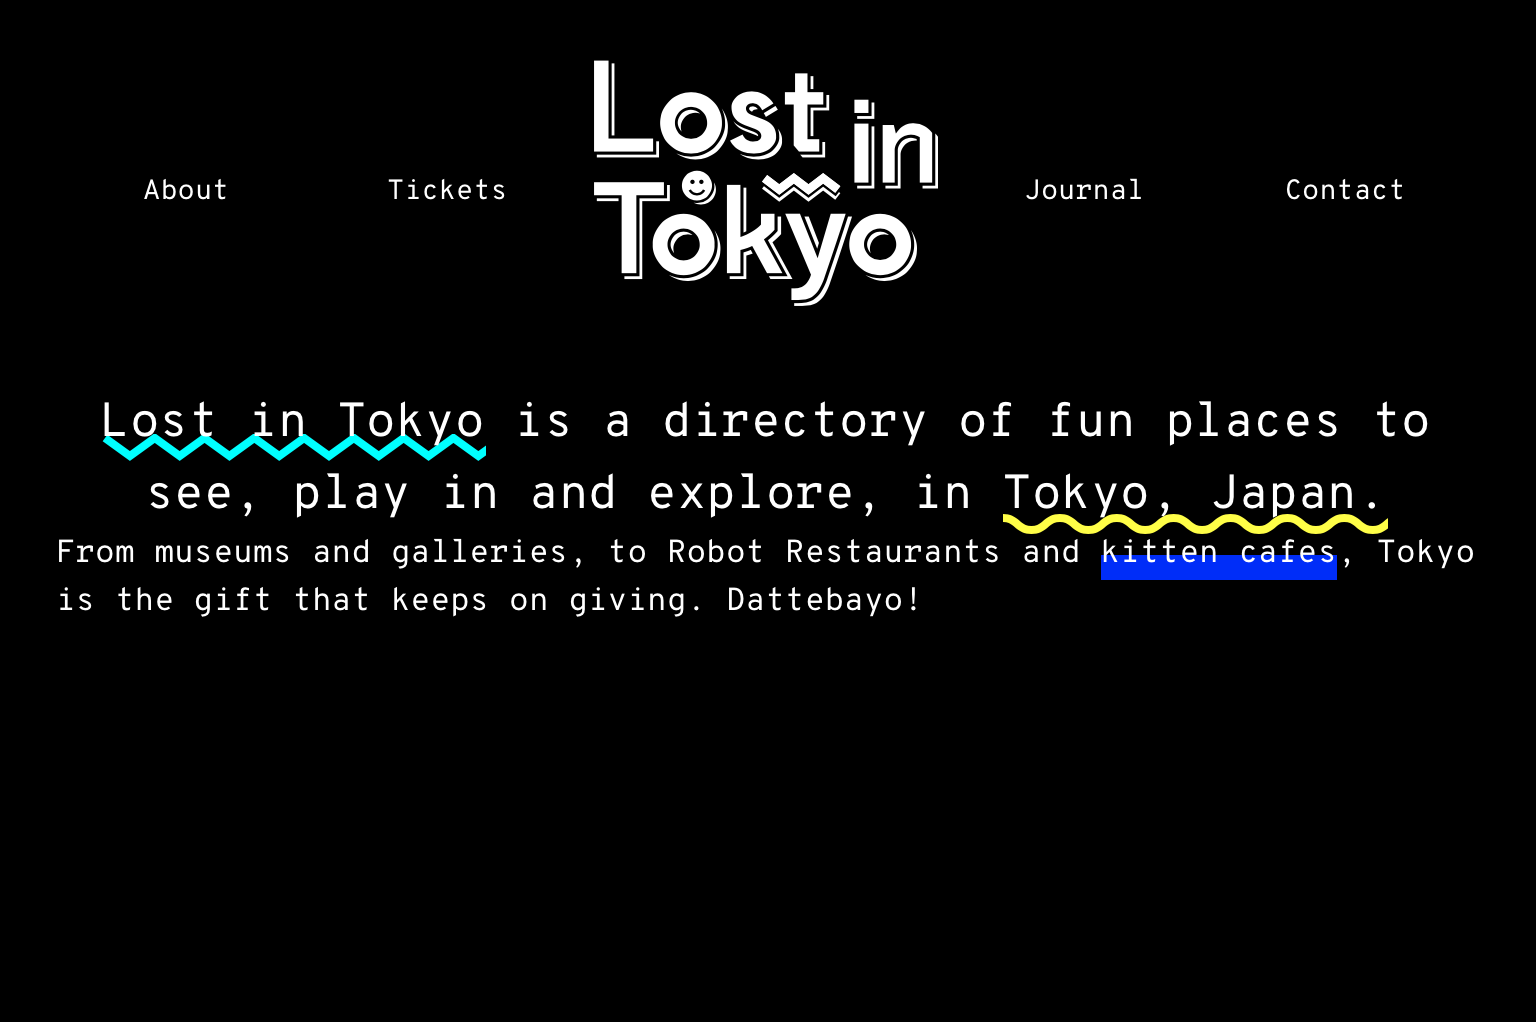 Lost in
Tokyo
About
Tickets
Journal
Contact
Lost in Tokyo is a directory of fun places to
see, play in and explore, in Tokyo, Japan.
From museums and galleries, to Robot Restaurants and kitten cafes, Tokyo
is the gift that keeps on giving. Dattebayo!